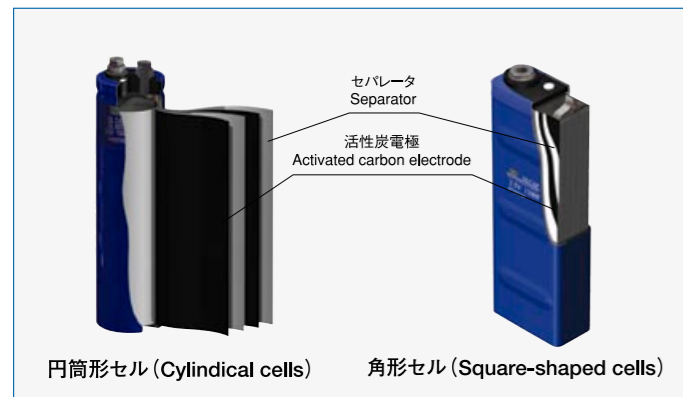 セパレータ
Separator
活性炭電極
Activated carbon electrode
円筒形セル(Cylindical cells)
角形セル(Square-shaped cells)